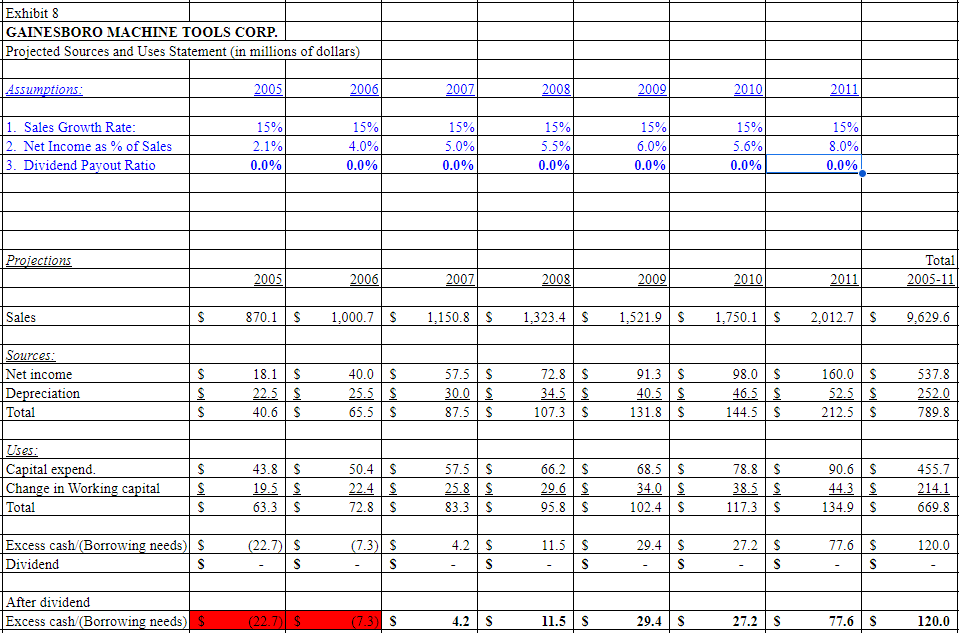 Exhibit 8
GAINESBORO MACHINE TOOLS CORP.
Projected Sources and Uses Statement (in millions of dollars)
Assumptions: 2005 2006 2007 2008 2009 2010 2011
1. Sales Growth Rate: 15% 15% 15% 15% 15% 15% 15%
2. Net Income as % of Sales 2.1% 4.0% 5.0% 5.5% 6.0% 5.6% 8.0%
3. Dividend Payout Ratio 0.0% 0.0% 0.0% 0.0% 0.0% 0.0% 0.0%
Projections Total
2005 2006 2007 2008 2009 2010 2011 2005-11
Sales $ 870.1 $ 1,000.7 $ 1,150.8 $ 1,323.4 $ 1,521.9 $ 1,750.1 $ 2,012.7 $ 9,629.6
Sources:
Net income $ 18.1 $ 40.0 $ 57.5 $ 72.8 $ 91.3 $ 98.0 $ 160.0 $ 537.8
Depreciation $ 22.5 $ 25.5 $ 30.0 $ 34.5 $ 40.5 $ 46.5 $ 52.5 $ 252.0
Total $ 40.6 $ 65.5 $ 87.5 $ 107.3 $ 131.8 $ 144.5 $ 212.5 $ 789.8
Uses:
Capital expend. $ 43.8 $ 50.4 $ 57.5 $ 66.2 $ 68.5 $ 78.8 $ 90.6 $ 455.7
Change in Working capital $ 19.5 $ 22.4 $ 25.8 $ 29.6 $ 34.0 $ 38.5 $ 44.3 $ 214.1
Total $ 63.3 $ 72.8 $ 83.3 $ 95.8 $ 102.4 $ 117.3 $ 134.9 $ 669.8
Excess cash/(Borrowing needs) $ (22.7) $ (7.3) $ 4.2 $ 11.5 $ 29.4 $ 27.2 $ 77.6 $ 120.0
Dividend $ - $ - $ - $ - $ - $ - $ - $ -
After dividend
Excess cash/(Borrowing needs) $ (22.7) $ (7.3) $ 4.2 $ 11.5 $ 29.4 $ 27.2 $ 77.6 $ 120.0